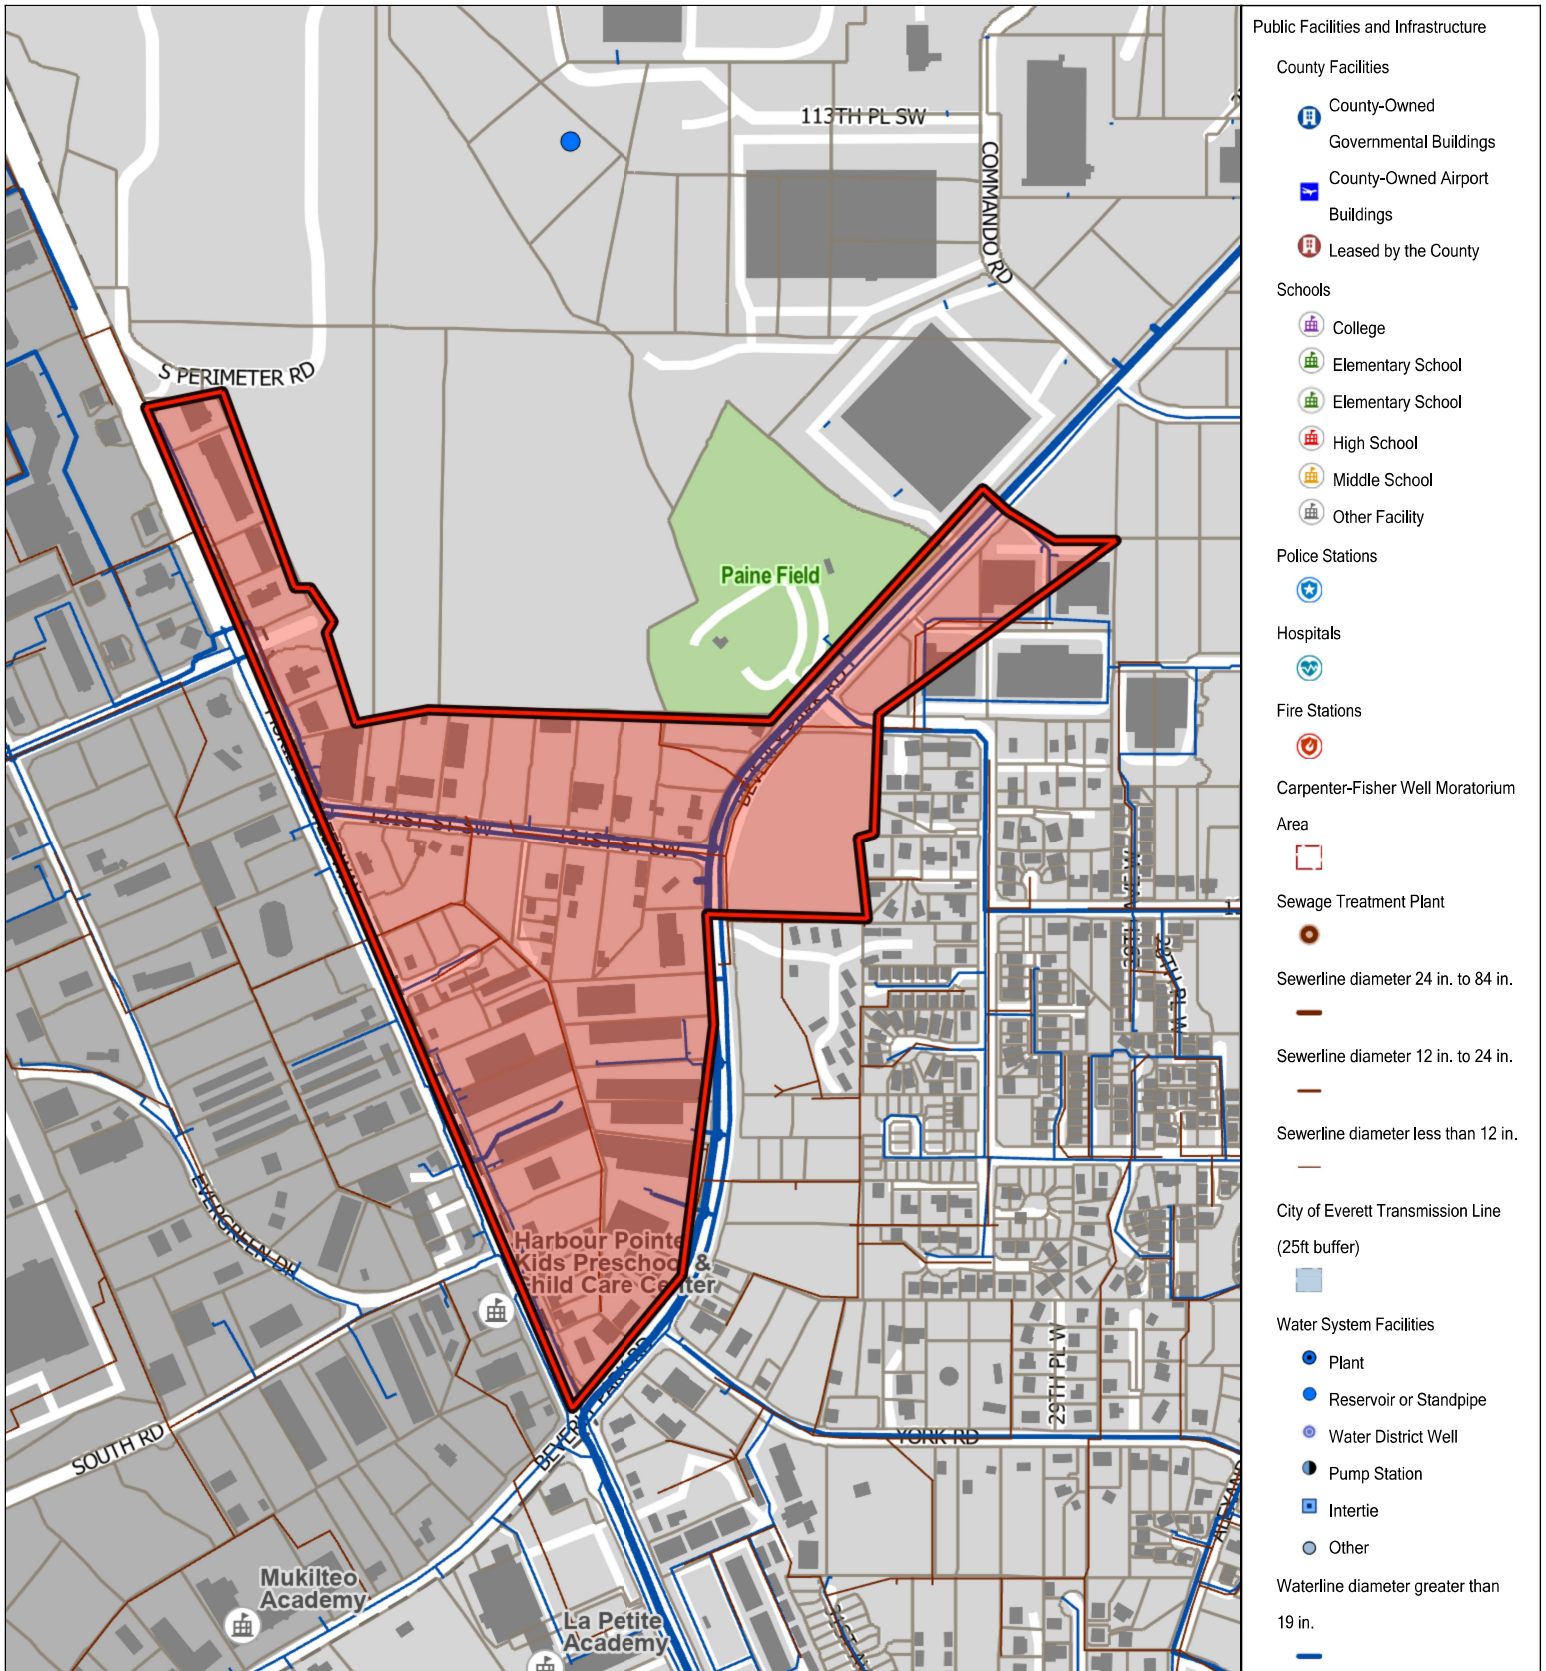 113TH PL SW
COMMANDO RD
S PERIMETER RD
Paine Field
BEVERLY PARK RD
121ST ST SW
121ST ST SW
EVERGREEN DR
Harbour Pointe
Kids Preschool &
Child Care Center
SOUTH RD
BEVERLY PARK RD
29TH PL W
YORK RD
Mukilteo
Academy
La Petite
Academy
Public Facilities and Infrastructure
County Facilities
County-Owned
Governmental Buildings
County-Owned Airport
Buildings
Leased by the County
Schools
College
Elementary School
Elementary School
High School
Middle School
Other Facility
Police Stations
Hospitals
Fire Stations
Carpenter-Fisher Well Moratorium
Area
Sewage Treatment Plant
Sewerline diameter 24 in. to 84 in.
Sewerline diameter 12 in. to 24 in.
Sewerline diameter less than 12 in.
City of Everett Transmission Line
(25ft buffer)
Water System Facilities
Plant
Reservoir or Standpipe
Water District Well
Pump Station
Intertie
Other
Waterline diameter greater than
19 in.